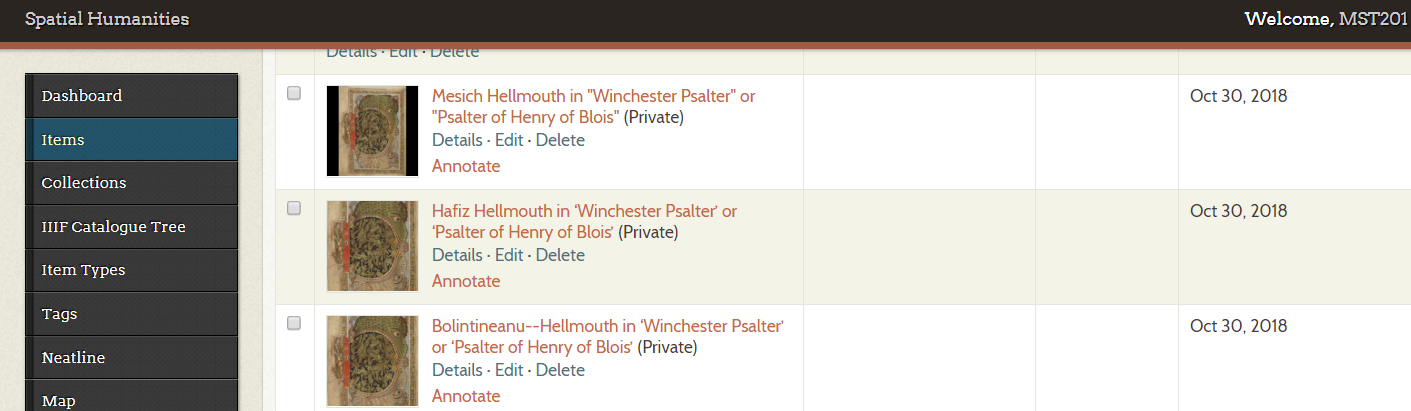 Spatial Humanities
Welcome, MST201
Details · Edit · Delete
Dashboard
Items
Collections
IIIF Catalogue Tree
Item Types
Tags
Neatline
Map
Mesich Hellmouth in "Winchester Psalter" or
"Psalter of Henry of Blois" (Private)
Details · Edit · Delete
Annotate
Oct 30, 2018
Hafiz Hellmouth in ‘Winchester Psalter’ or
‘Psalter of Henry of Blois’ (Private)
Details · Edit · Delete
Annotate
Oct 30, 2018
Bolintineanu--Hellmouth in ‘Winchester Psalter’
or ‘Psalter of Henry of Blois’ (Private)
Details · Edit · Delete
Annotate
Oct 30, 2018